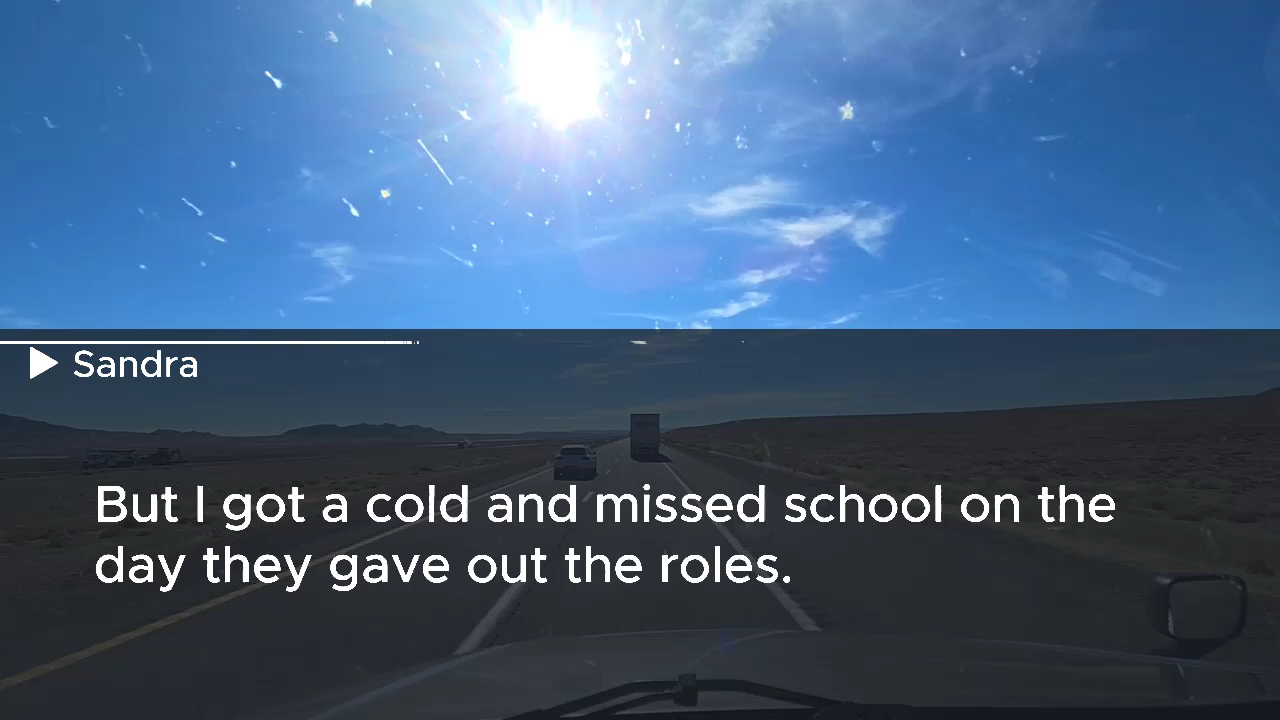 Sandra
But I got a cold and missed school on the
day they gave out the roles.